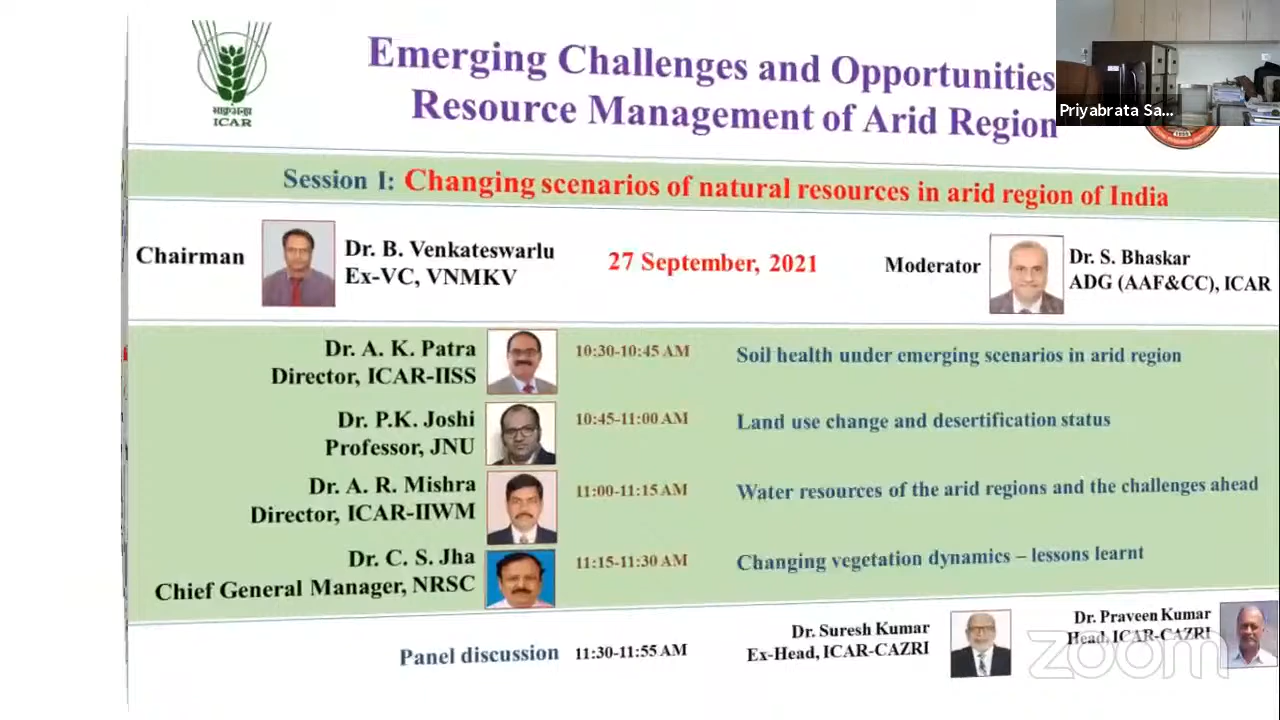 भाकृअनुप
ICAR
Emerging Challenges and Opportunities
Resource Management of Arid Region
Priyabrata Sa...
Session I: Changing scenarios of natural resources in arid region of India
Chairman
Dr. B. Venkateswarlu
Ex-VC, VNMKV
27 September, 2021
Moderator
Dr. S. Bhaskar
ADG (AAF&CC), ICAR
Dr. A. K. Patra
Director, ICAR-IISS
10:30-10:45 AM
Soil health under emerging scenarios in arid region
Dr. P.K. Joshi
Professor, JNU
10:45-11:00 AM
Land use change and desertification status
Dr. A. R. Mishra
Director, ICAR-IIWM
11:00-11:15 AM
Water resources of the arid regions and the challenges ahead
Dr. C. S. Jha
Chief General Manager, NRSC
11:15-11:30 AM
Changing vegetation dynamics – lessons learnt
Panel discussion
11:30-11:55 AM
Dr. Suresh Kumar
Ex-Head, ICAR-CAZRI
Dr. Praveen Kumar
Head, ICAR-CAZRI
zoom